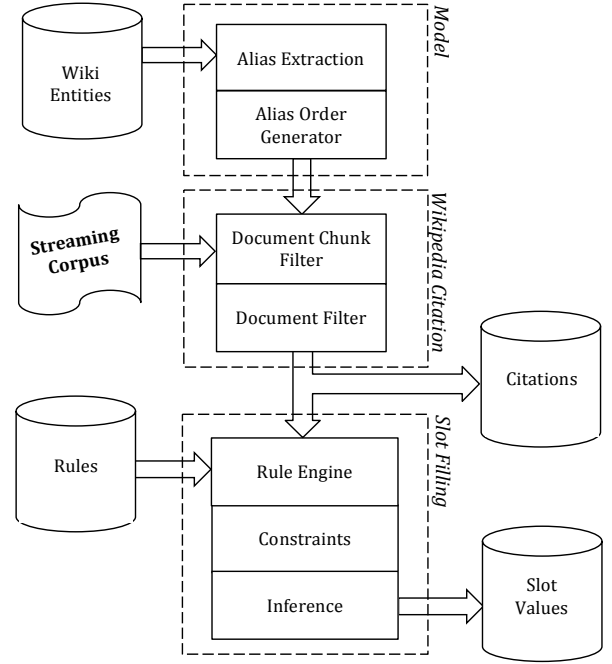 Model
Wiki
Entities
Alias Extraction
Alias Order
Generator
Wikipedia Citation
Streaming
Corpus
Document Chunk
Filter
Document Filter
Citations
Slot Filling
Rules
Rule Engine
Constraints
Inference
Slot
Values